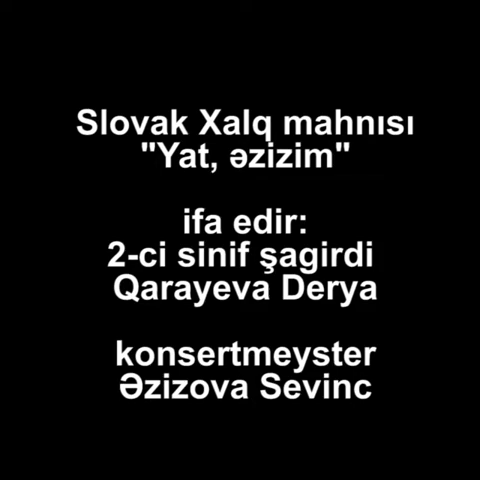 Slovak Xalq mahnısı
"Yat, əzizim"
ifa edir:
2-ci sinif şagirdi
Qarayeva Derya
konsertmeyster
Əzizova Sevinc